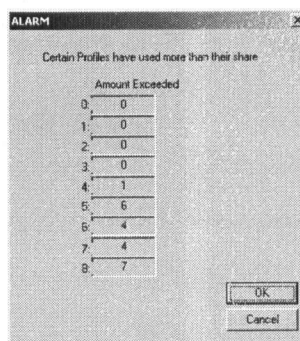 ALARM
Certain Profiles have used more than their share
Amount Exceeded
0: 0
1: 0
2: 0
3: 0
4: 1
5: 6
6: 4
7: 4
8: 7
OK
Cancel